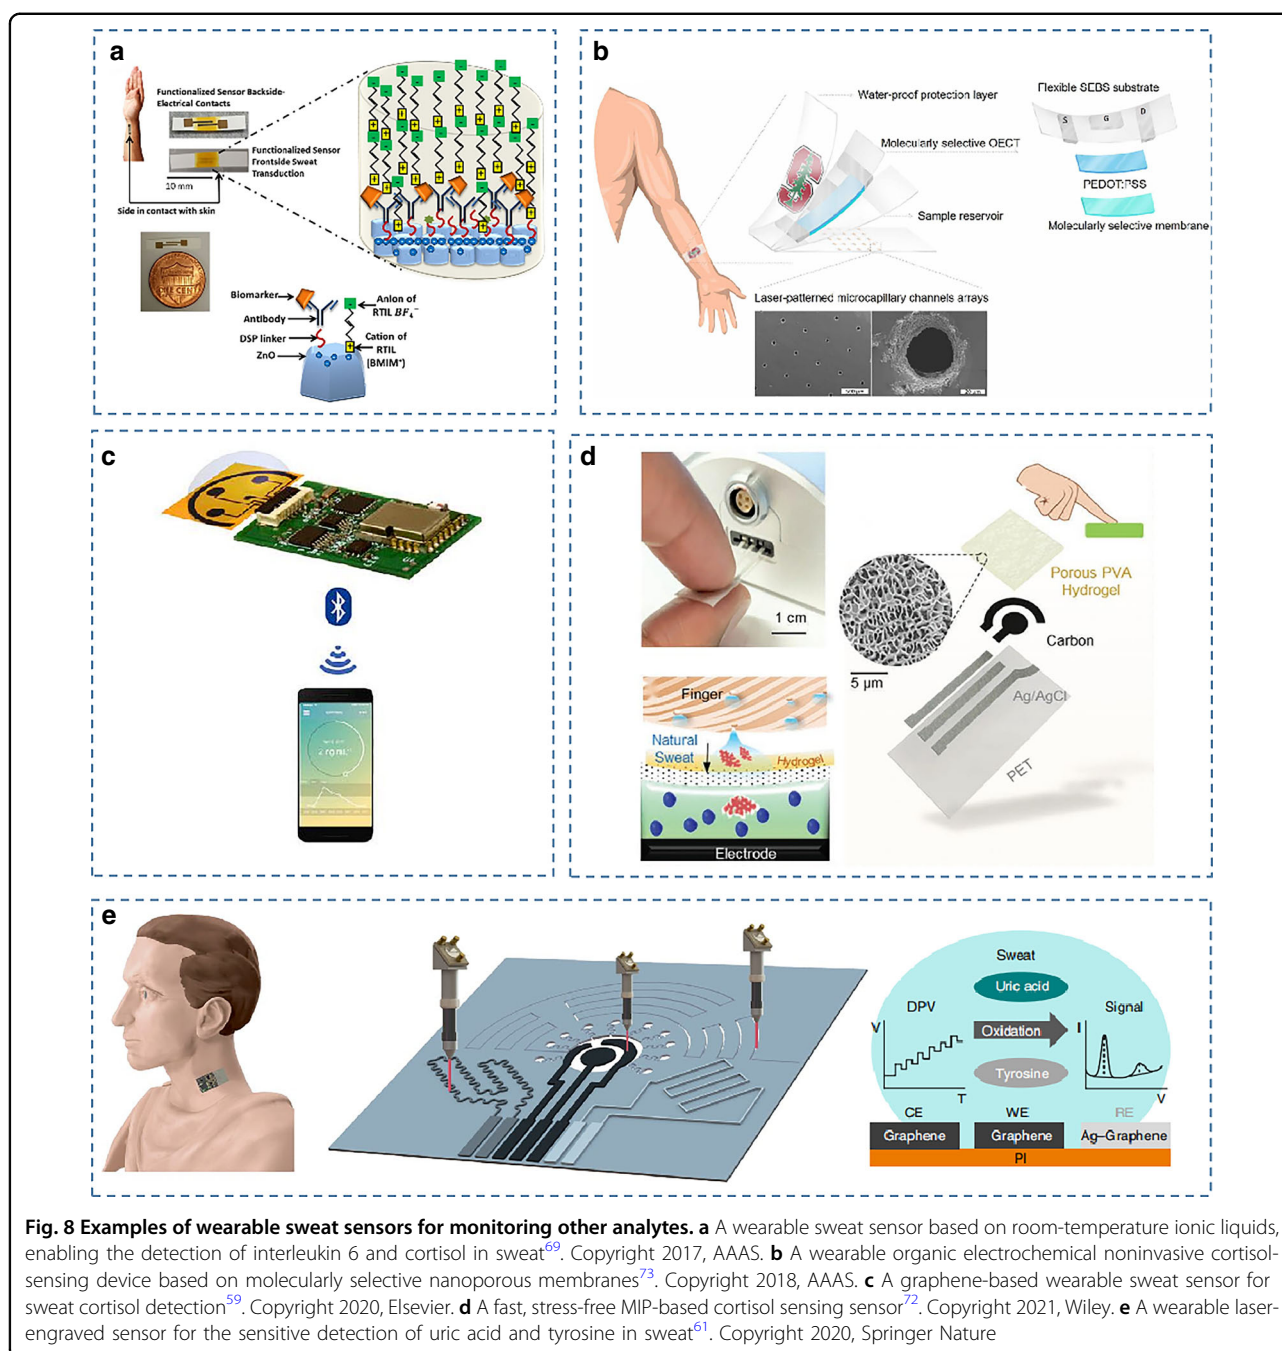 a
Functionalized Sensor Backside-
Electrical Contacts
Functionalized Sensor
Frontside Sweat
Transduction
10 mm
Side in contact with skin
Biomarker
Antibody
DSP linker
ZnO
Anion of
RTIL BF₄⁻
Cation of
RTIL
(BMIM⁺)
b
Water-proof protection layer
Molecularly selective OECT
Sample reservoir
Laser-patterned microcapillary channels arrays
Flexible SEBS substrate
S
G
D
PEDOT:PSS
Molecularly selective membrane
c
d
1 cm
Porous PVA
Hydrogel
Carbon
5 µm
Ag/AgCl
PET
Finger
Natural
Sweat
Hydrogel
Electrode
e
Sweat
Uric acid
DPV
Signal
V
Oxidation
I
Tyrosine
T
V
CE
WE
RE
Graphene
Graphene
Ag–Graphene
PI
Fig. 8 Examples of wearable sweat sensors for monitoring other analytes. a A wearable sweat sensor based on room-temperature ionic liquids,
enabling the detection of interleukin 6 and cortisol in sweat⁶⁹. Copyright 2017, AAAS. b A wearable organic electrochemical noninvasive cortisol-
sensing device based on molecularly selective nanoporous membranes⁷³. Copyright 2018, AAAS. c A graphene-based wearable sweat sensor for
sweat cortisol detection⁵⁹. Copyright 2020, Elsevier. d A fast, stress-free MIP-based cortisol sensing sensor⁷². Copyright 2021, Wiley. e A wearable laser-
engraved sensor for the sensitive detection of uric acid and tyrosine in sweat⁶¹. Copyright 2020, Springer Nature